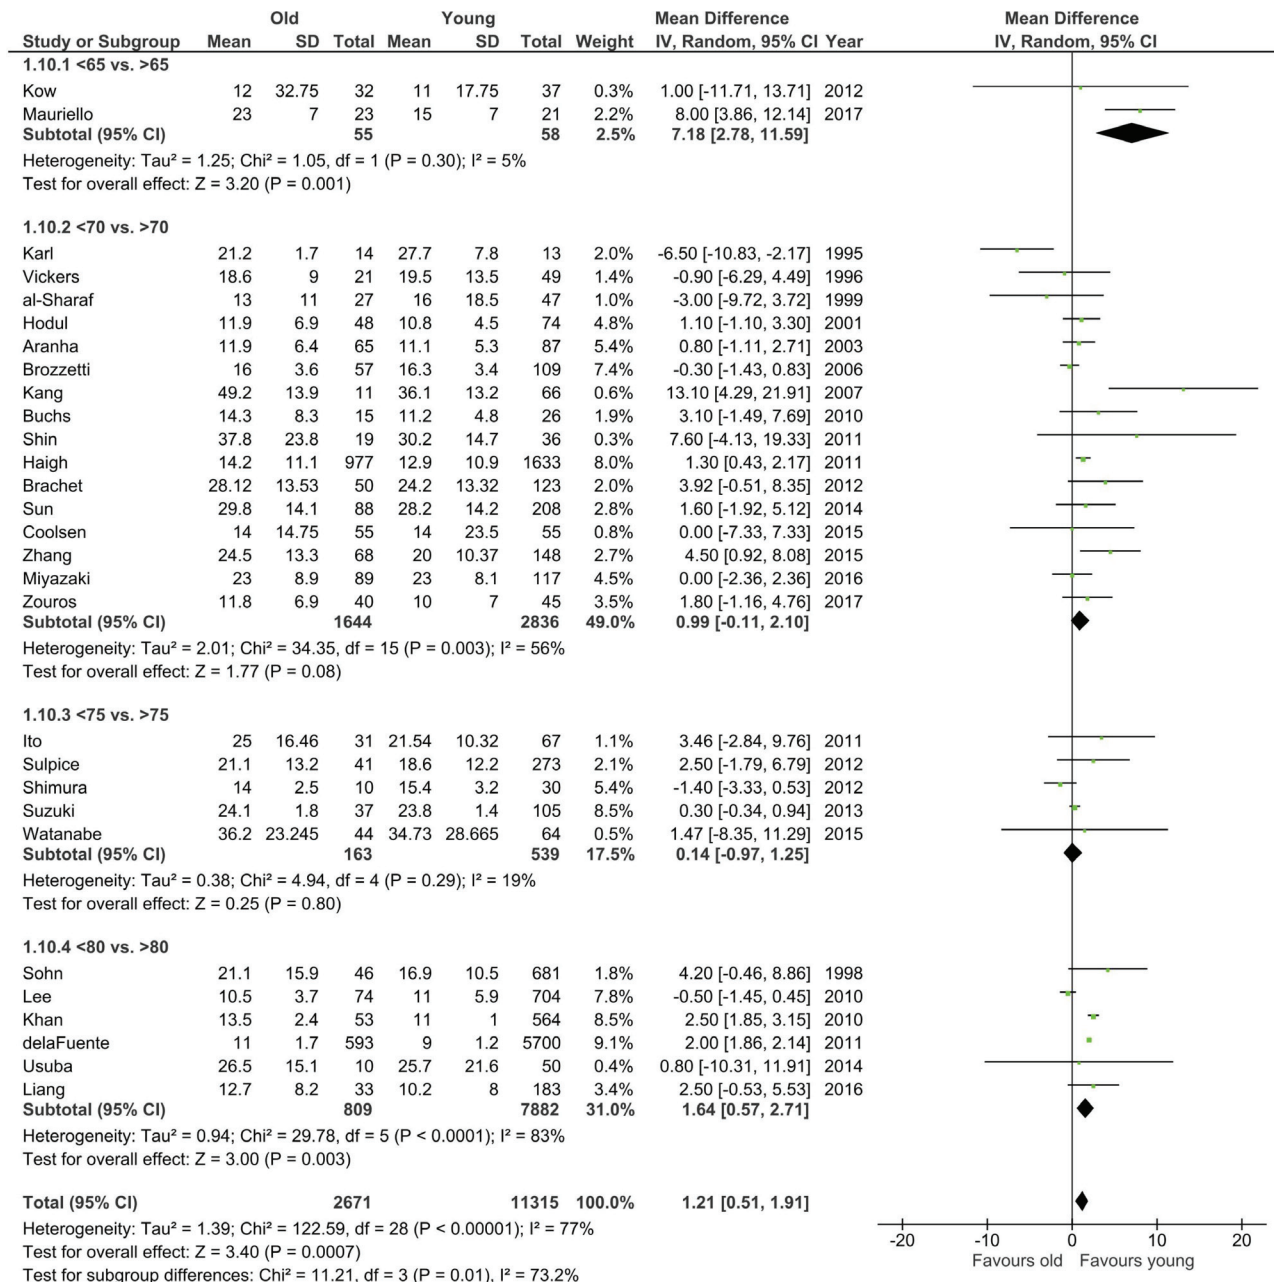 Old Young Mean Difference Mean Difference
Study or Subgroup Mean SD Total Mean SD Total Weight IV, Random, 95% CI Year IV, Random, 95% CI
1.10.1 <65 vs. >65
Kow 12 32.75 32 11 17.75 37 0.3% 1.00 [-11.71, 13.71] 2012
Mauriello 23 7 23 15 7 21 2.2% 8.00 [3.86, 12.14] 2017
Subtotal (95% CI) 55 58 2.5% 7.18 [2.78, 11.59]
Heterogeneity: Tau² = 1.25; Chi² = 1.05, df = 1 (P = 0.30); I² = 5%
Test for overall effect: Z = 3.20 (P = 0.001)
1.10.2 <70 vs. >70
Karl 21.2 1.7 14 27.7 7.8 13 2.0% -6.50 [-10.83, -2.17] 1995
Vickers 18.6 9 21 19.5 13.5 49 1.4% -0.90 [-6.29, 4.49] 1996
al-Sharaf 13 11 27 16 18.5 47 1.0% -3.00 [-9.72, 3.72] 1999
Hodul 11.9 6.9 48 10.8 4.5 74 4.8% 1.10 [-1.10, 3.30] 2001
Aranha 11.9 6.4 65 11.1 5.3 87 5.4% 0.80 [-1.11, 2.71] 2003
Brozzetti 16 3.6 57 16.3 3.4 109 7.4% -0.30 [-1.43, 0.83] 2006
Kang 49.2 13.9 11 36.1 13.2 66 0.6% 13.10 [4.29, 21.91] 2007
Buchs 14.3 8.3 15 11.2 4.8 26 1.9% 3.10 [-1.49, 7.69] 2010
Shin 37.8 23.8 19 30.2 14.7 36 0.3% 7.60 [-4.13, 19.33] 2011
Haigh 14.2 11.1 977 12.9 10.9 1633 8.0% 1.30 [0.43, 2.17] 2011
Brachet 28.12 13.53 50 24.2 13.32 123 2.0% 3.92 [-0.51, 8.35] 2012
Sun 29.8 14.1 88 28.2 14.2 208 2.8% 1.60 [-1.92, 5.12] 2014
Coolsen 14 14.75 55 14 23.5 55 0.8% 0.00 [-7.33, 7.33] 2015
Zhang 24.5 13.3 68 20 10.37 148 2.7% 4.50 [0.92, 8.08] 2015
Miyazaki 23 8.9 89 23 8.1 117 4.5% 0.00 [-2.36, 2.36] 2016
Zouros 11.8 6.9 40 10 7 45 3.5% 1.80 [-1.16, 4.76] 2017
Subtotal (95% CI) 1644 2836 49.0% 0.99 [-0.11, 2.10]
Heterogeneity: Tau² = 2.01; Chi² = 34.35, df = 15 (P = 0.003); I² = 56%
Test for overall effect: Z = 1.77 (P = 0.08)
1.10.3 <75 vs. >75
Ito 25 16.46 31 21.54 10.32 67 1.1% 3.46 [-2.84, 9.76] 2011
Sulpice 21.1 13.2 41 18.6 12.2 273 2.1% 2.50 [-1.79, 6.79] 2012
Shimura 14 2.5 10 15.4 3.2 30 5.4% -1.40 [-3.33, 0.53] 2012
Suzuki 24.1 1.8 37 23.8 1.4 105 8.5% 0.30 [-0.34, 0.94] 2013
Watanabe 36.2 23.245 44 34.73 28.665 64 0.5% 1.47 [-8.35, 11.29] 2015
Subtotal (95% CI) 163 539 17.5% 0.14 [-0.97, 1.25]
Heterogeneity: Tau² = 0.38; Chi² = 4.94, df = 4 (P = 0.29); I² = 19%
Test for overall effect: Z = 0.25 (P = 0.80)
1.10.4 <80 vs. >80
Sohn 21.1 15.9 46 16.9 10.5 681 1.8% 4.20 [-0.46, 8.86] 1998
Lee 10.5 3.7 74 11 5.9 704 7.8% -0.50 [-1.45, 0.45] 2010
Khan 13.5 2.4 53 11 1 564 8.5% 2.50 [1.85, 3.15] 2010
delaFuente 11 1.7 593 9 1.2 5700 9.1% 2.00 [1.86, 2.14] 2011
Usuba 26.5 15.1 10 25.7 21.6 50 0.4% 0.80 [-10.31, 11.91] 2014
Liang 12.7 8.2 33 10.2 8 183 3.4% 2.50 [-0.53, 5.53] 2016
Subtotal (95% CI) 809 7882 31.0% 1.64 [0.57, 2.71]
Heterogeneity: Tau² = 0.94; Chi² = 29.78, df = 5 (P < 0.0001); I² = 83%
Test for overall effect: Z = 3.00 (P = 0.003)
Total (95% CI) 2671 11315 100.0% 1.21 [0.51, 1.91]
Heterogeneity: Tau² = 1.39; Chi² = 122.59, df = 28 (P < 0.00001); I² = 77%
Test for overall effect: Z = 3.40 (P = 0.0007)
Test for subgroup differences: Chi² = 11.21, df = 3 (P = 0.01), I² = 73.2%
-20 -10 0 10 20
Favours old Favours young